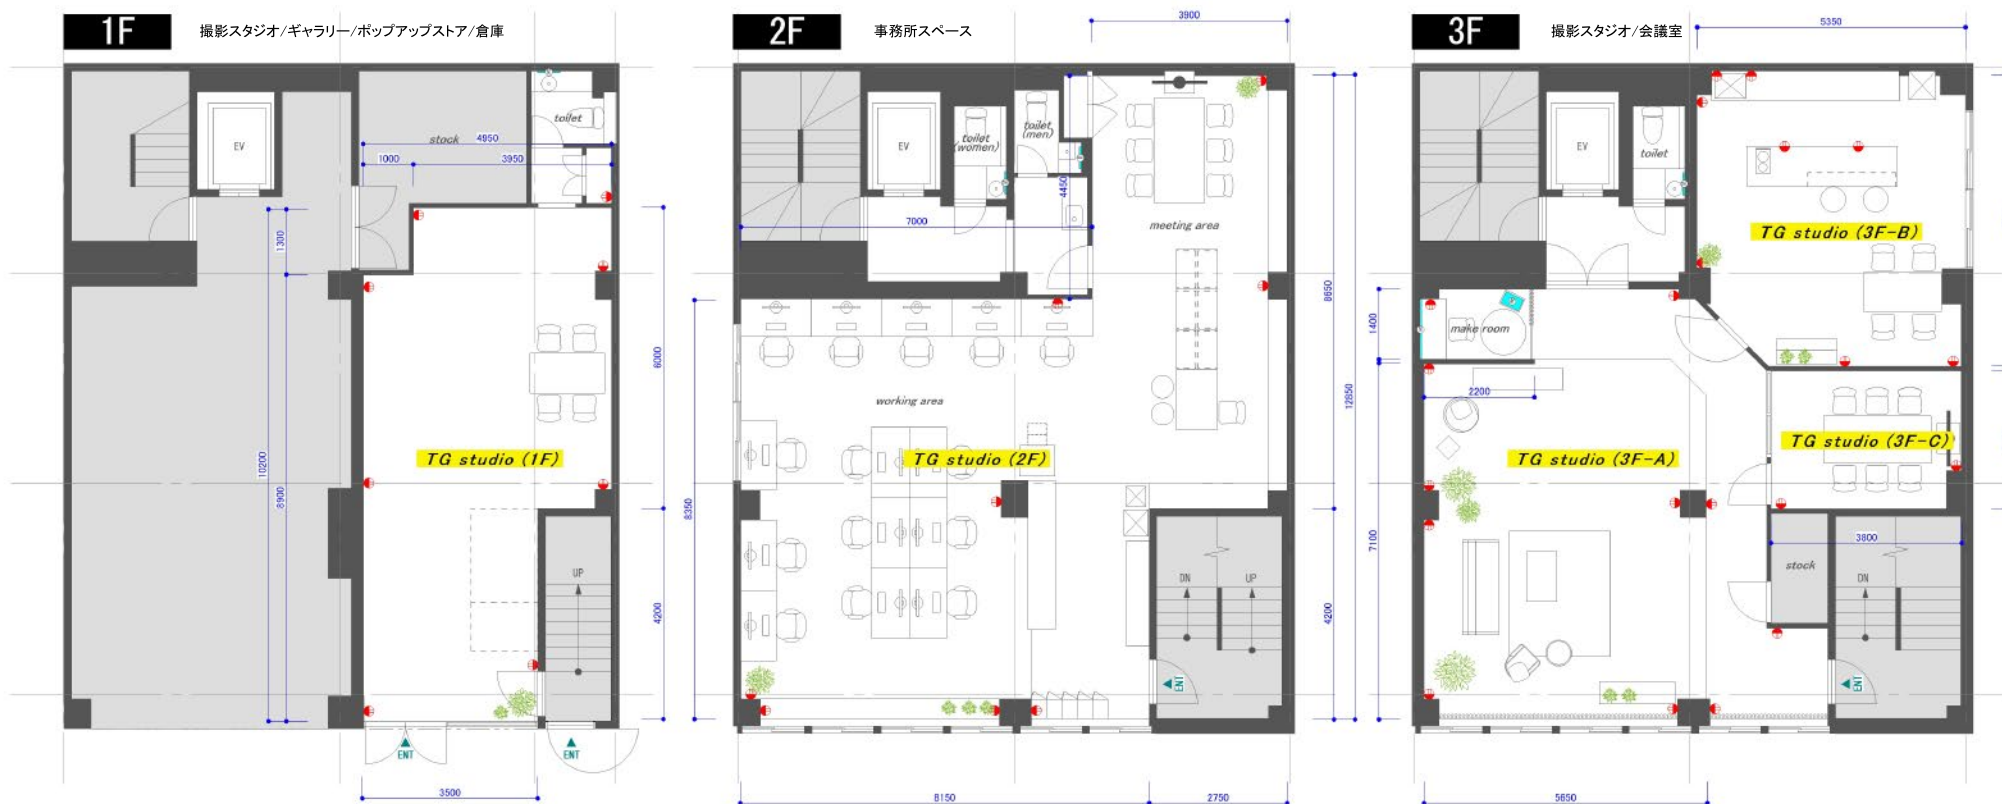 1F
撮影スタジオ/ギャラリー/ポップアップストア/倉庫
EV
stock
toilet
4950
1000
3950
1300
10200
8900
6000
TG studio (1F)
4200
UP
ENT
ENT
3500
2F
事務所スペース
3900
EV
toilet
(women)
toilet
(men)
4450
7000
meeting area
8650
12850
working area
TG studio (2F)
8350
DN
UP
4200
ENT
8150
2750
3F
撮影スタジオ/会議室
5350
EV
toilet
TG studio (3F-B)
1400
make room
2200
TG studio (3F-C)
TG studio (3F-A)
7100
3800
stock
DN
ENT
5650